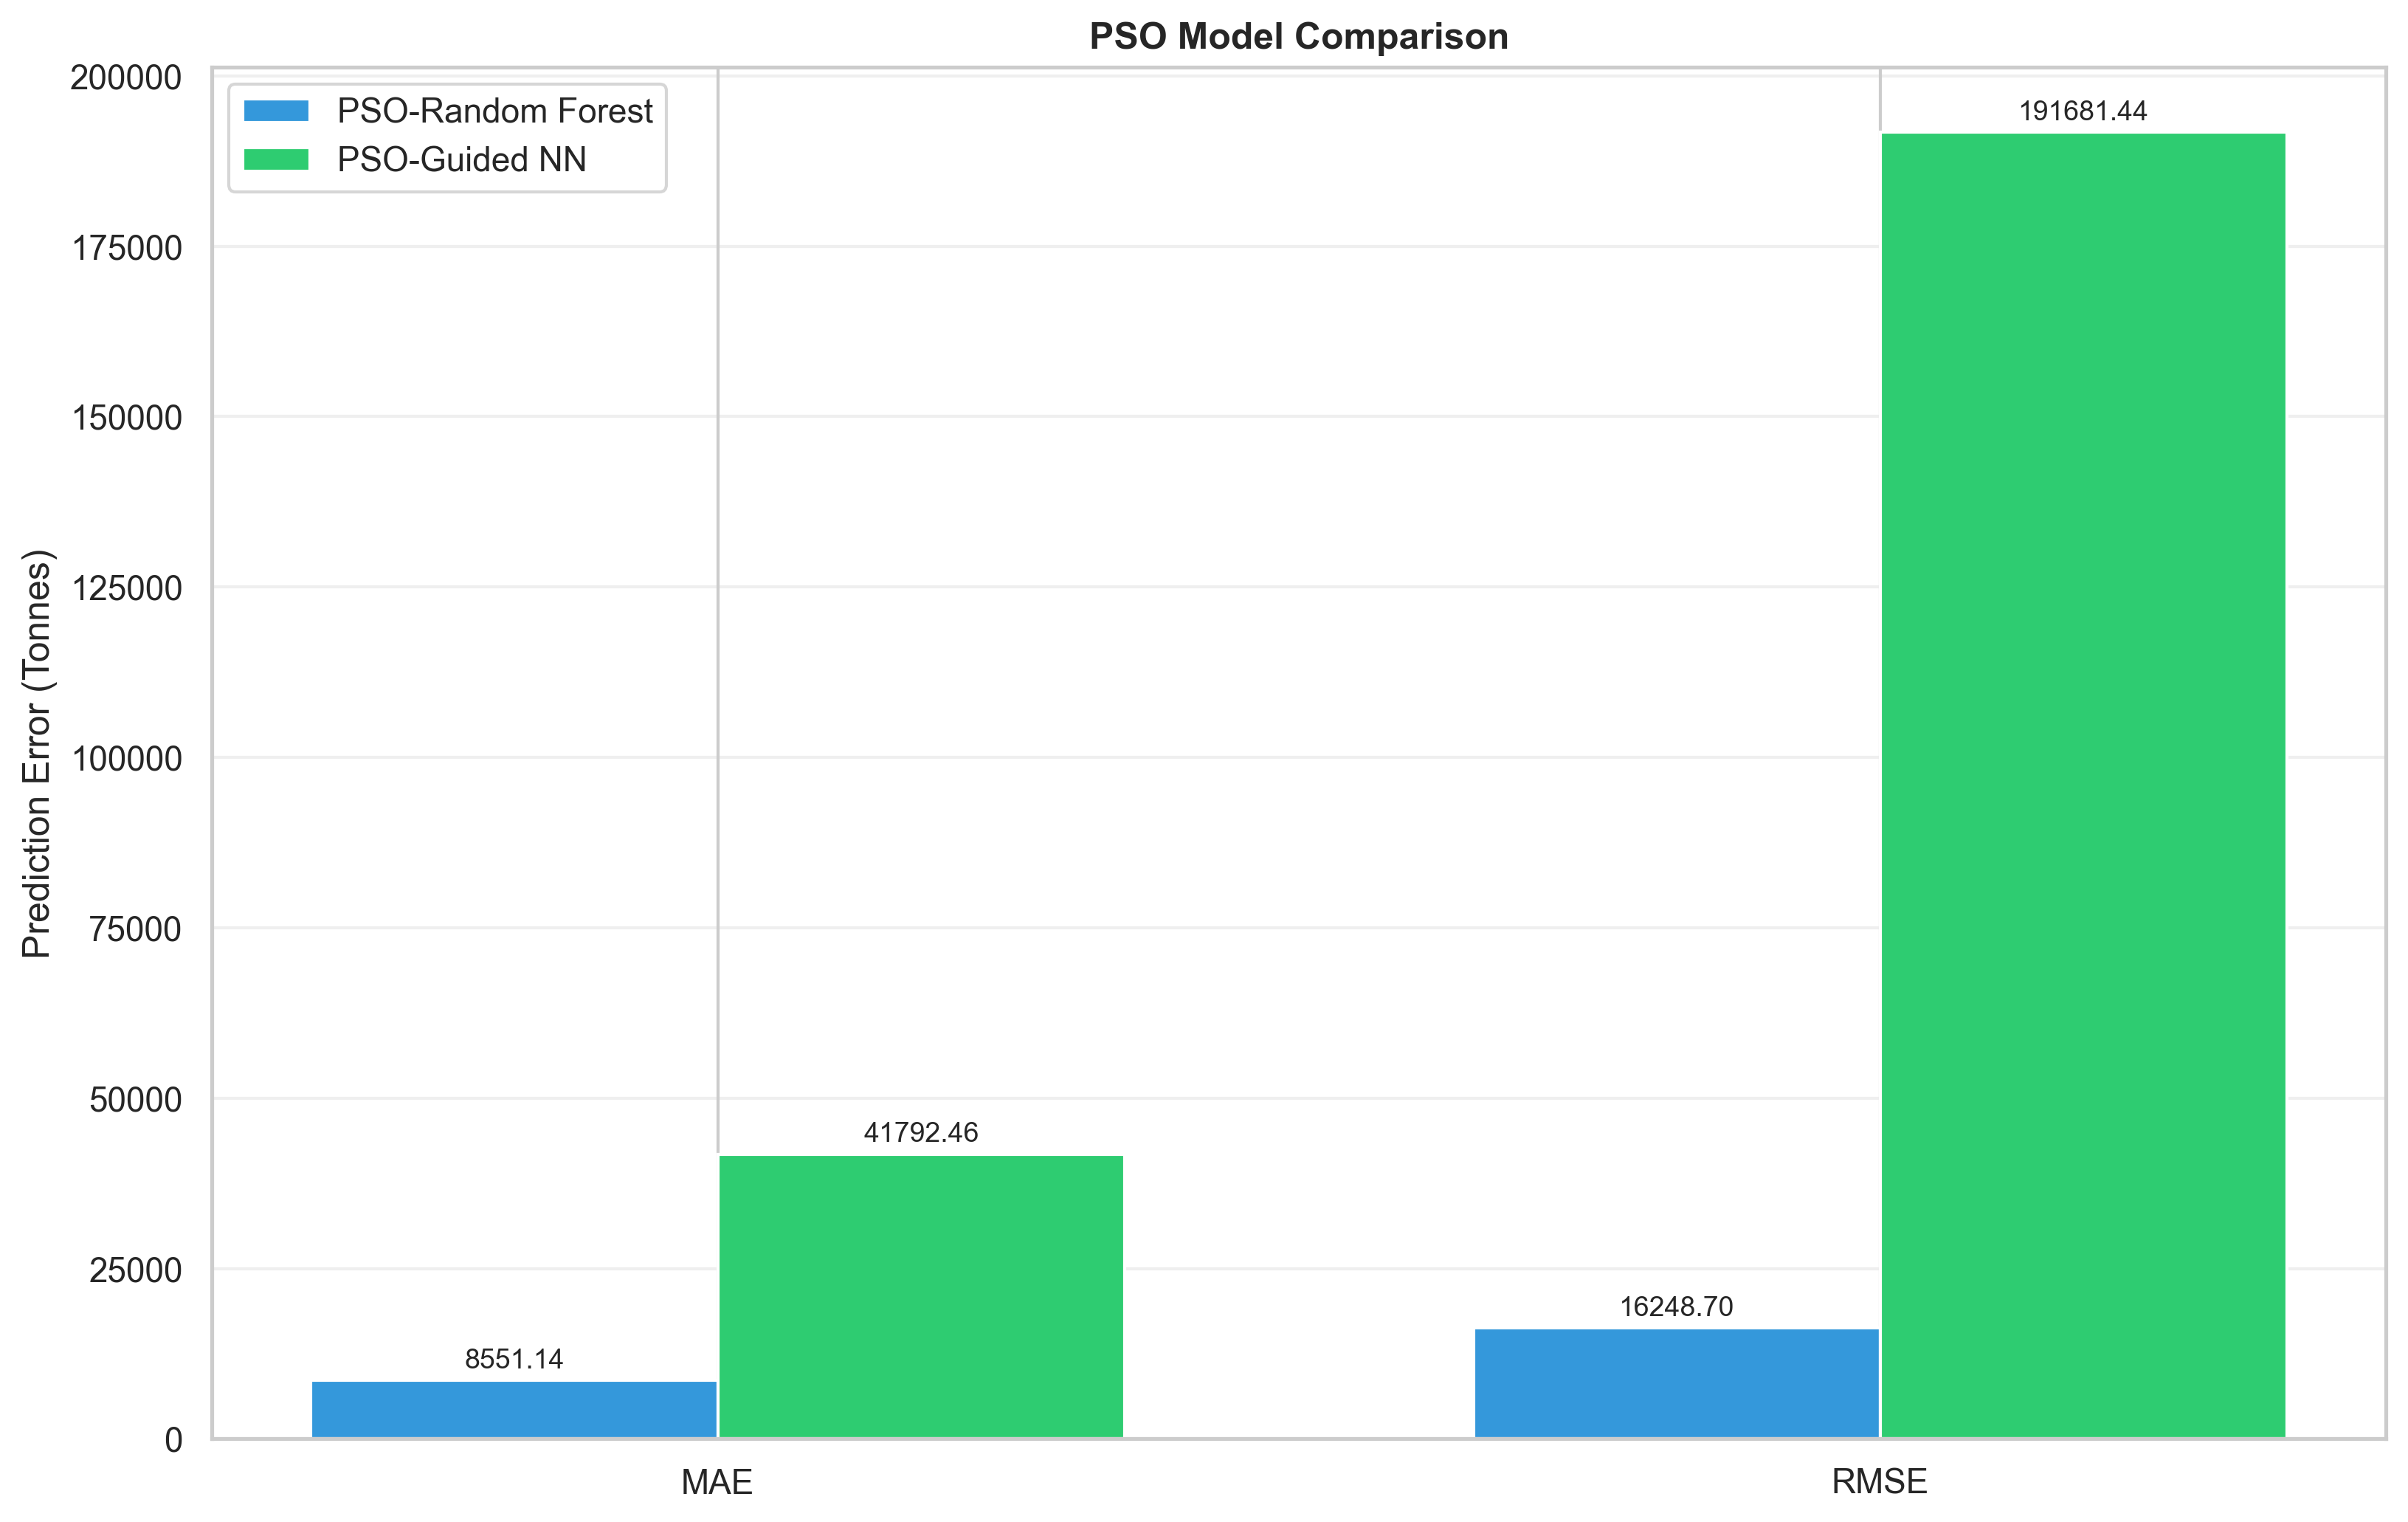 PSO Model Comparison
PSO-Random Forest
PSO-Guided NN
Prediction Error (Tonnes)
200000
175000
150000
125000
100000
75000
50000
25000
0
8551.14
41792.46
16248.70
191681.44
MAE
RMSE